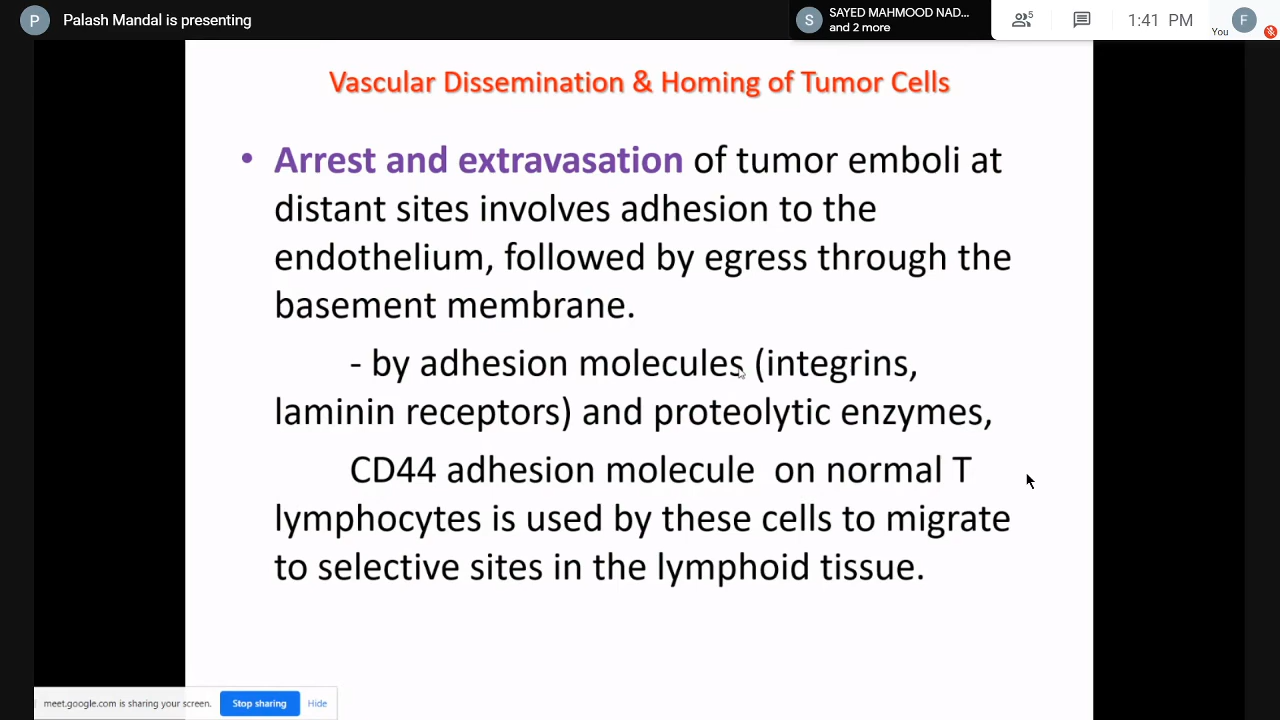 P Palash Mandal is presenting
S SAYED MAHMOOD NAD...
and 2 more
5
1:41 PM
You
F
Vascular Dissemination & Homing of Tumor Cells
• Arrest and extravasation of tumor emboli at
distant sites involves adhesion to the
endothelium, followed by egress through the
basement membrane.
- by adhesion molecules (integrins,
laminin receptors) and proteolytic enzymes,
CD44 adhesion molecule on normal T
lymphocytes is used by these cells to migrate
to selective sites in the lymphoid tissue.
meet.google.com is sharing your screen. Stop sharing Hide